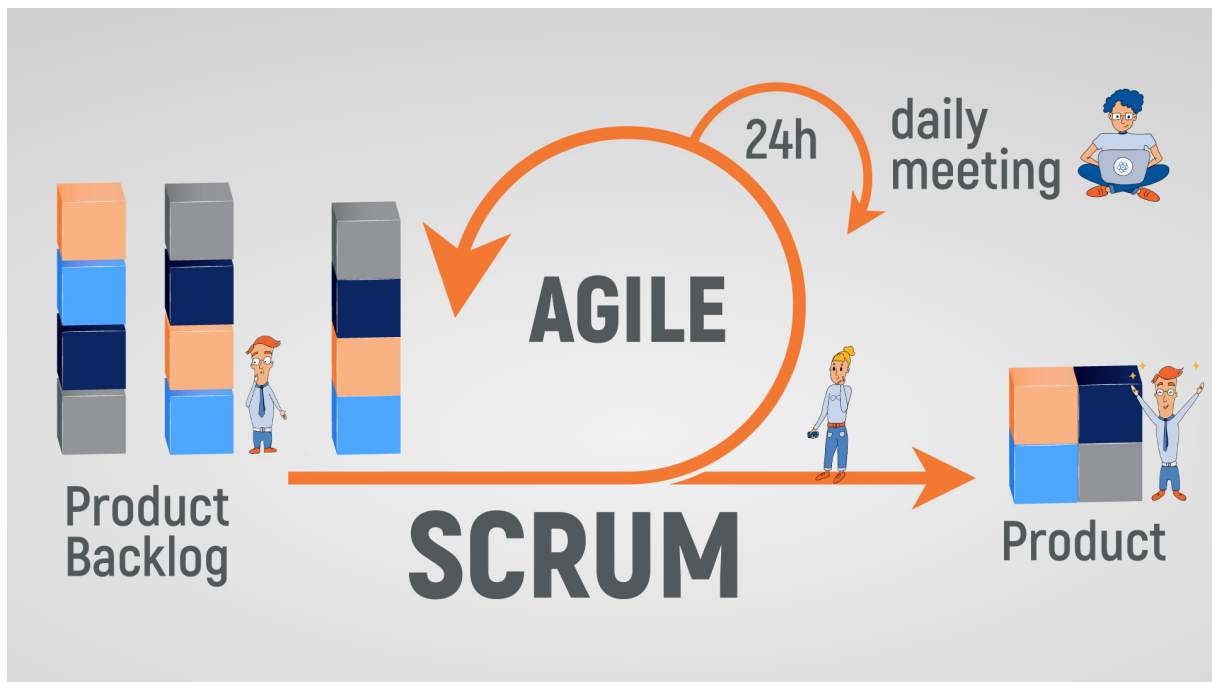 24h
daily
meeting
AGILE
Product
Backlog
SCRUM
Product